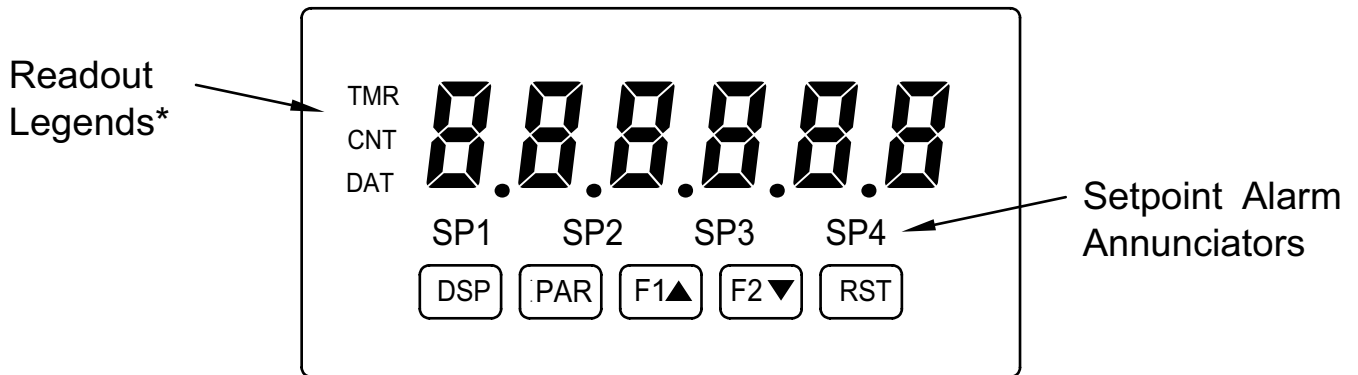 Readout
Legends*
TMR
CNT
DAT
8.8.8.8.8.8
SP1 SP2 SP3 SP4
Setpoint Alarm
Annunciators
DSP PAR F1▲ F2▼ RST